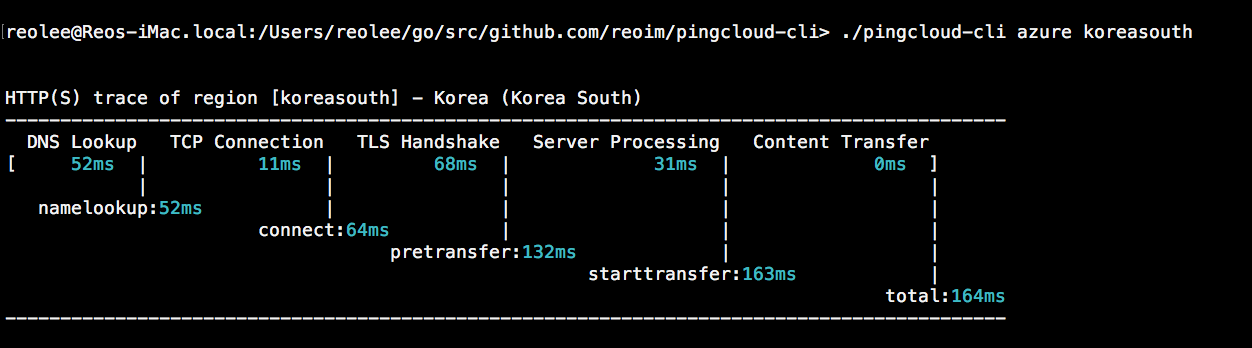 reolee@Reos-iMac.local:/Users/reolee/go/src/github.com/reoim/pingcloud-cli> ./pingcloud-cli azure koreasouth
HTTP(S) trace of region [koreasouth] - Korea (Korea South)
-------------------------------------------------------------------------------------------
DNS Lookup TCP Connection TLS Handshake Server Processing Content Transfer
[ 52ms | 11ms | 68ms | 31ms | 0ms ]
| | | | |
namelookup:52ms | | | |
connect:64ms | | |
pretransfer:132ms | |
starttransfer:163ms |
total:164ms
-------------------------------------------------------------------------------------------